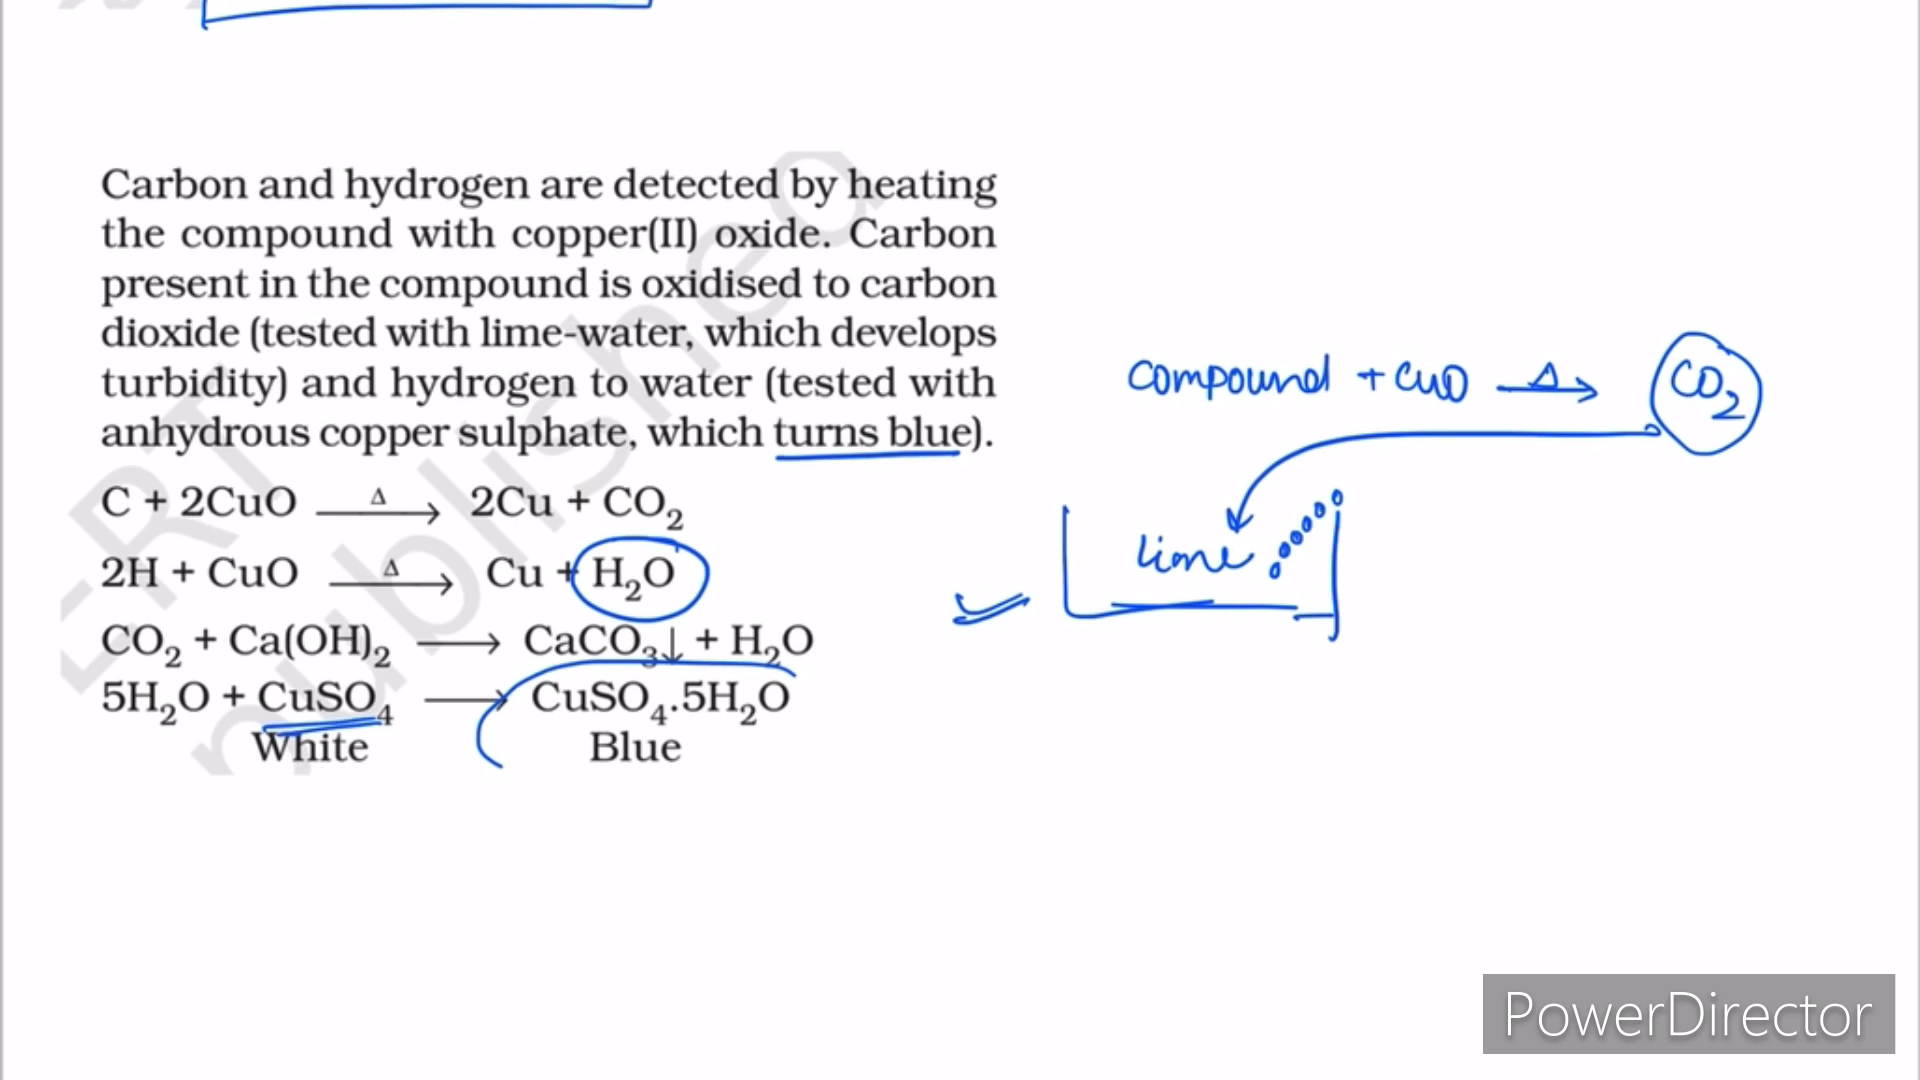 Carbon and hydrogen are detected by heating
the compound with copper(II) oxide. Carbon
present in the compound is oxidised to carbon
dioxide (tested with lime-water, which develops
turbidity) and hydrogen to water (tested with
anhydrous copper sulphate, which turns blue).
C + 2CuO —Δ→ 2Cu + CO₂
2H + CuO —Δ→ Cu + H₂O
CO₂ + Ca(OH)₂ ⟶ CaCO₃↓ + H₂O
5H₂O + CuSO₄ ⟶ CuSO₄.5H₂O
White Blue
compound + CuO —Δ→ CO₂
lime
PowerDirector